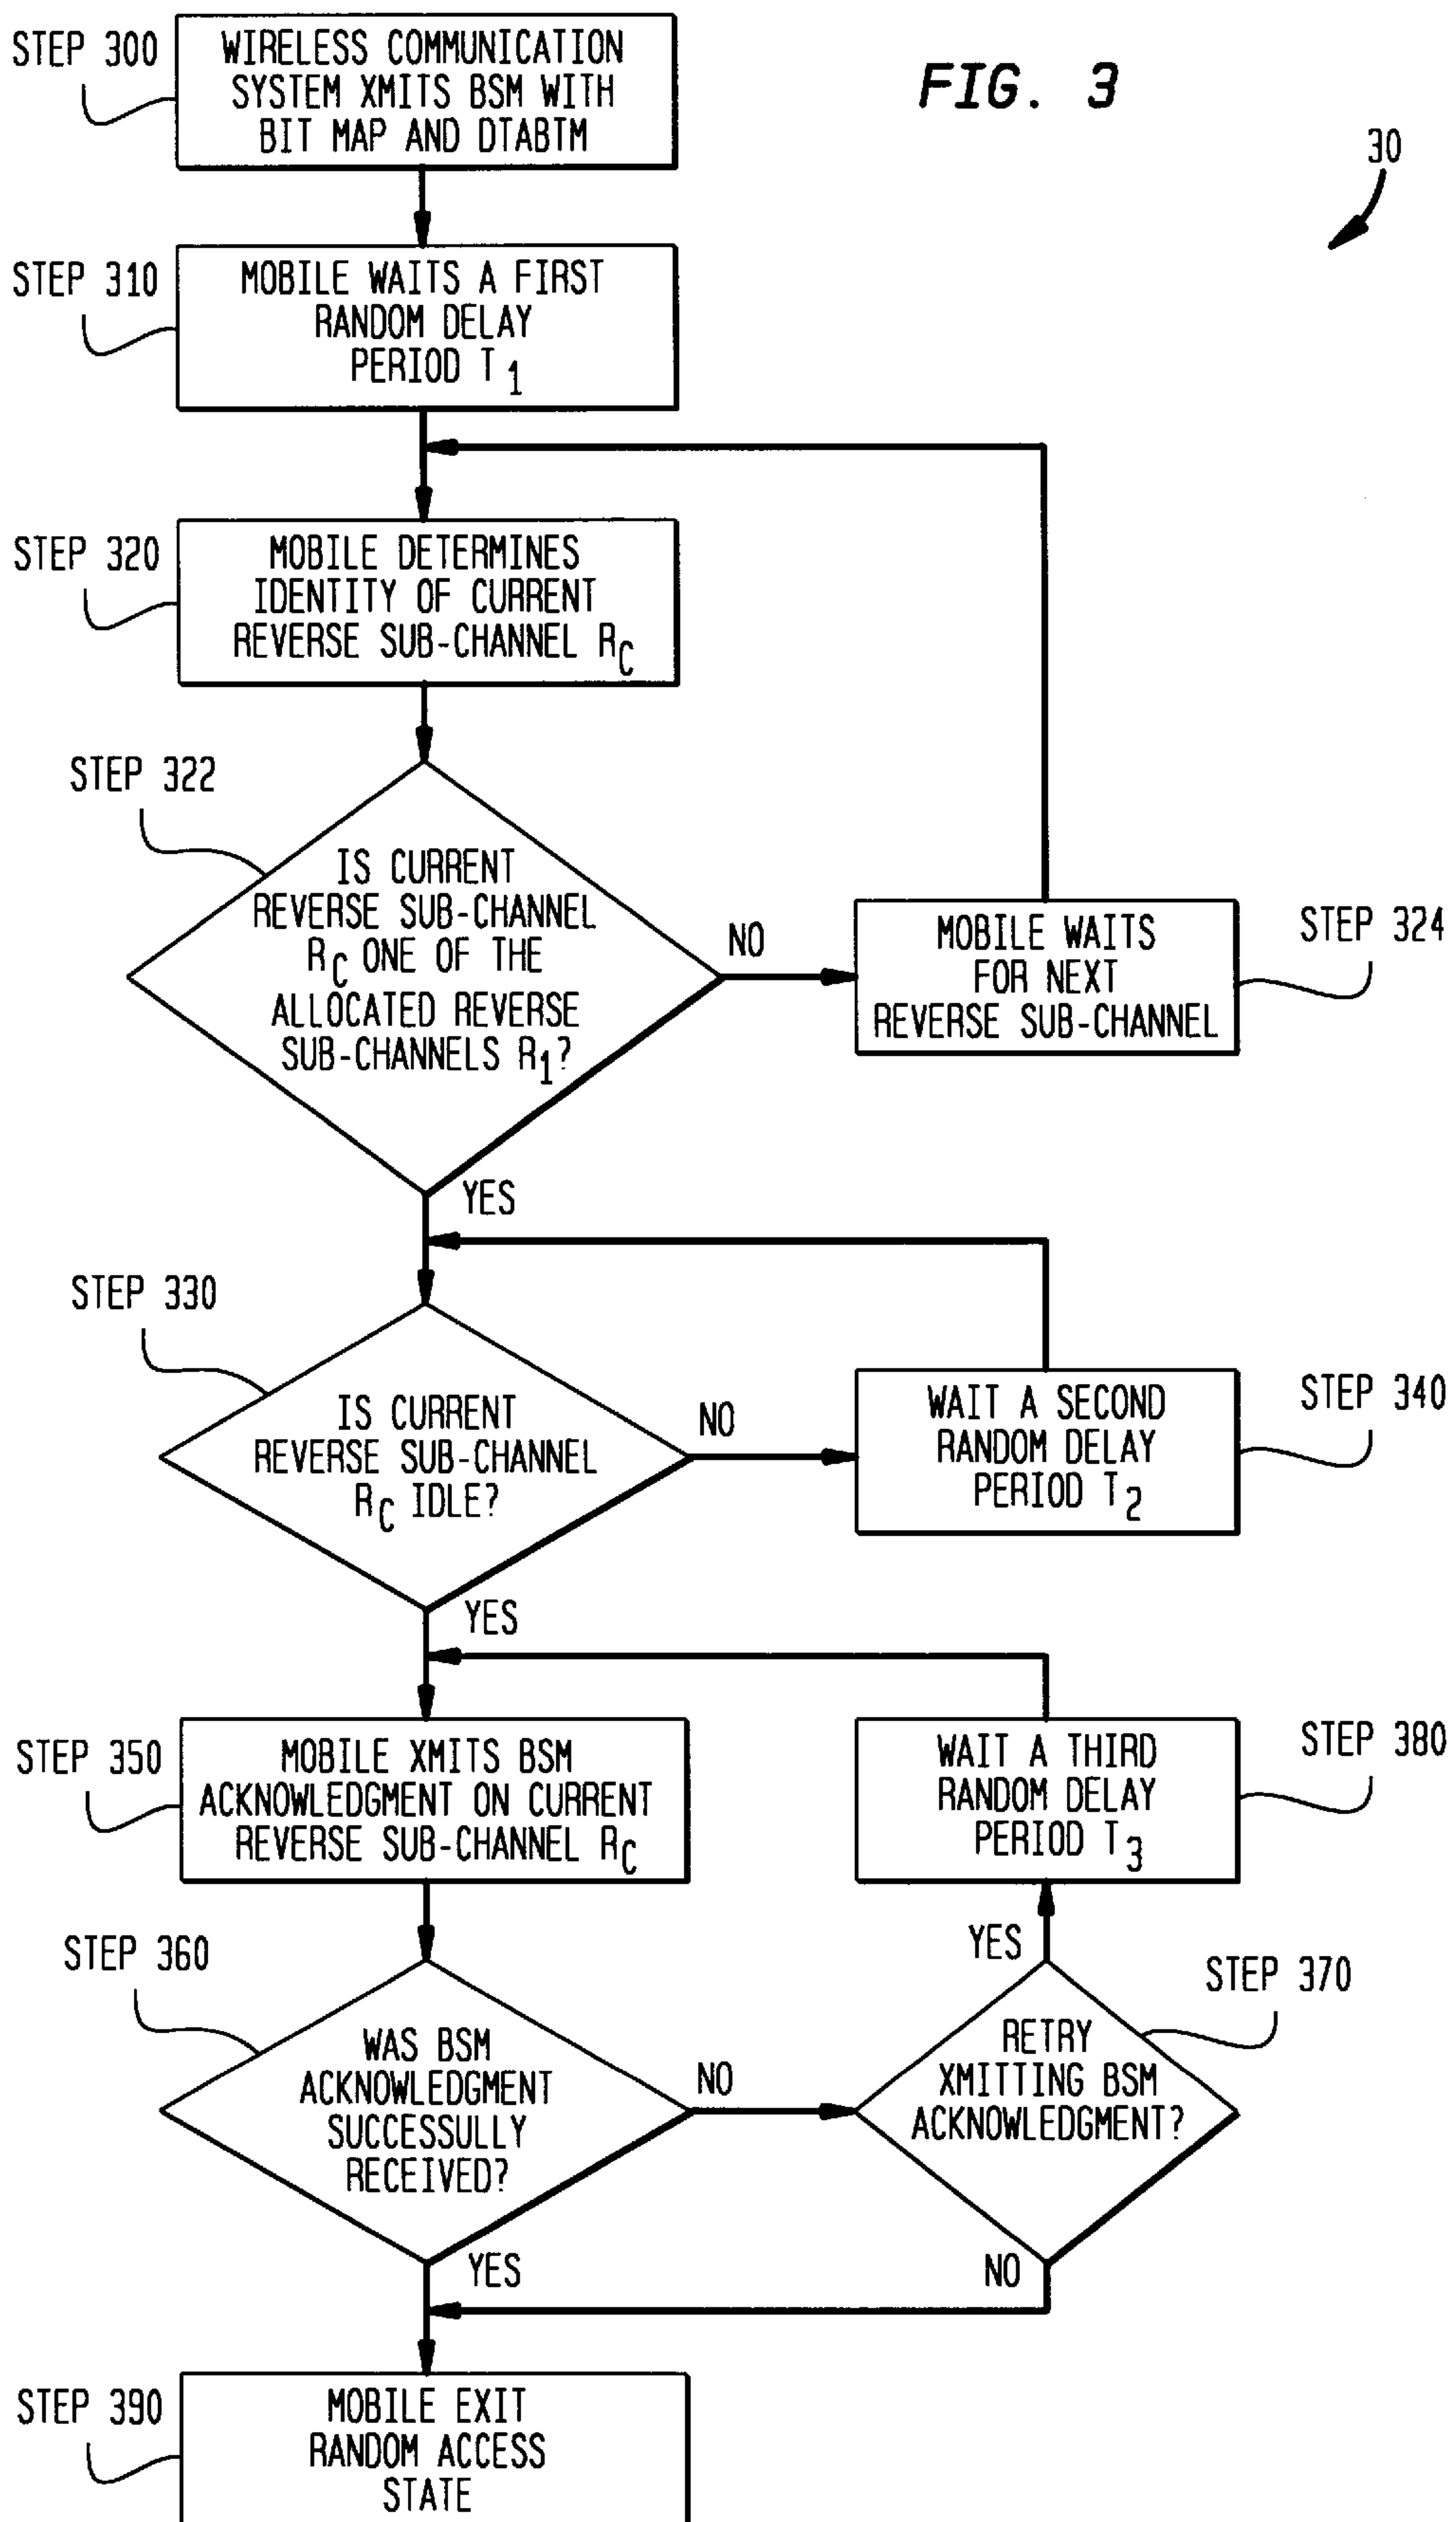 FIG. 3
30
STEP 300
WIRELESS COMMUNICATION
SYSTEM XMITS BSM WITH
BIT MAP AND DTABTM
STEP 310
MOBILE WAITS A FIRST
RANDOM DELAY
PERIOD T1
STEP 320
MOBILE DETERMINES
IDENTITY OF CURRENT
REVERSE SUB-CHANNEL RC
STEP 322
IS CURRENT
REVERSE SUB-CHANNEL
RC ONE OF THE
ALLOCATED REVERSE
SUB-CHANNELS R1?
NO
MOBILE WAITS
FOR NEXT
REVERSE SUB-CHANNEL
STEP 324
YES
STEP 330
IS CURRENT
REVERSE SUB-CHANNEL
RC IDLE?
NO
WAIT A SECOND
RANDOM DELAY
PERIOD T2
STEP 340
YES
STEP 350
MOBILE XMITS BSM
ACKNOWLEDGMENT ON CURRENT
REVERSE SUB-CHANNEL RC
WAIT A THIRD
RANDOM DELAY
PERIOD T3
STEP 380
YES
STEP 360
WAS BSM
ACKNOWLEDGMENT
SUCCESSFULLY
RECEIVED?
NO
STEP 370
RETRY
XMITTING BSM
ACKNOWLEDGMENT?
YES
NO
STEP 390
MOBILE EXIT
RANDOM ACCESS
STATE